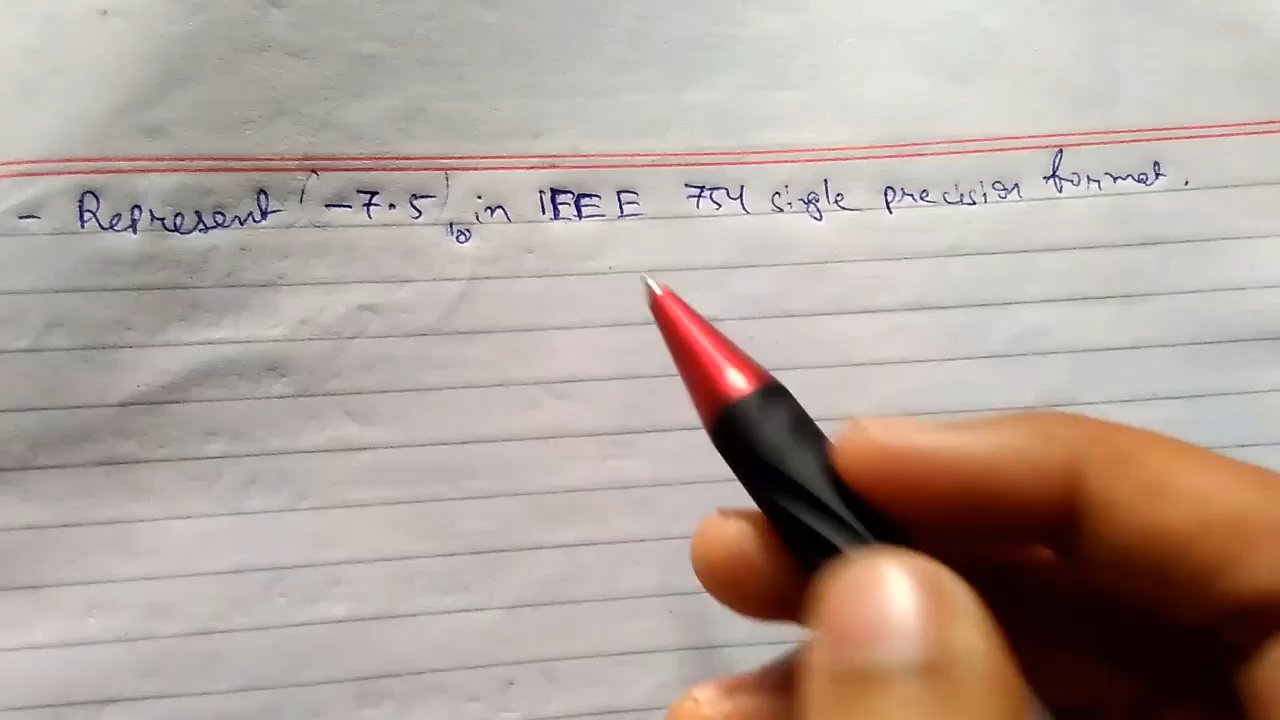 - Represent (-7.5)10 in IEEE 754 single precision format.